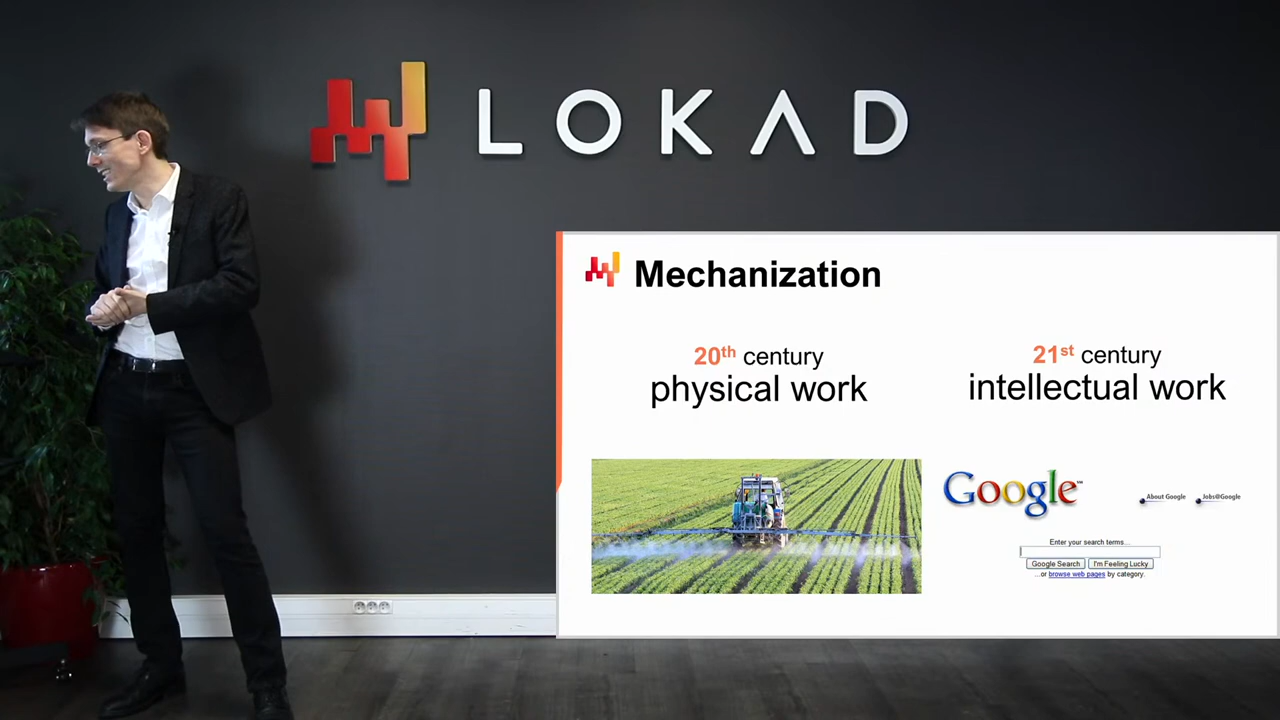 LOKAD
Mechanization
20th century
physical work
21st century
intellectual work
Google™
About Google
Jobs@Google
Enter your search terms...
Google Search
I'm Feeling Lucky
...or browse web pages by category.